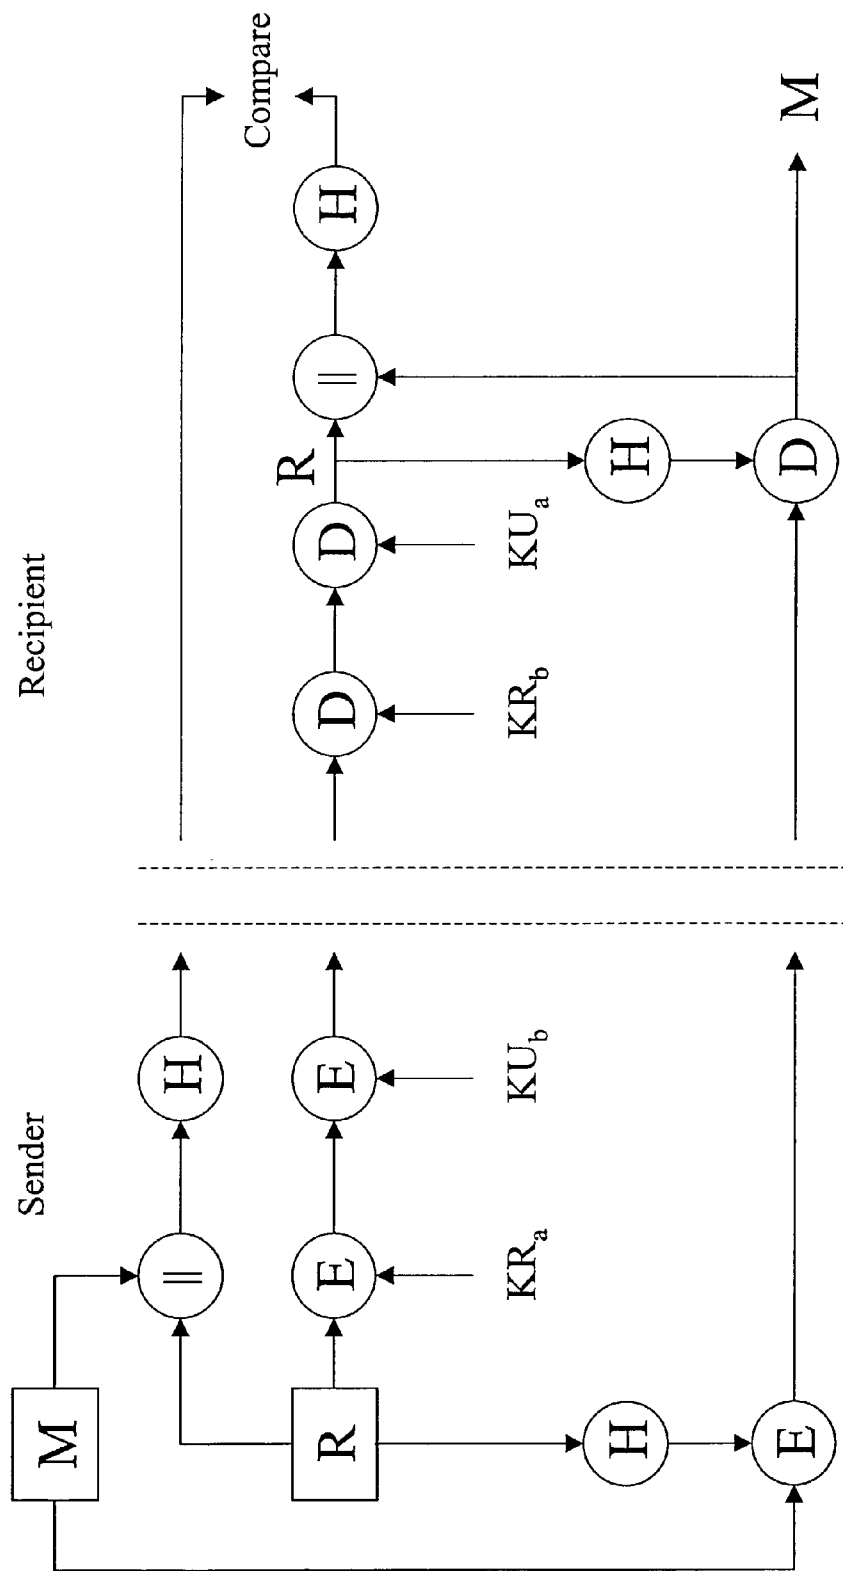 Sender
Recipient
M
||
H
R
E
E
KR_a
KU_b
H
E
D
D
R
||
H
Compare
KR_b
KU_a
H
D
M